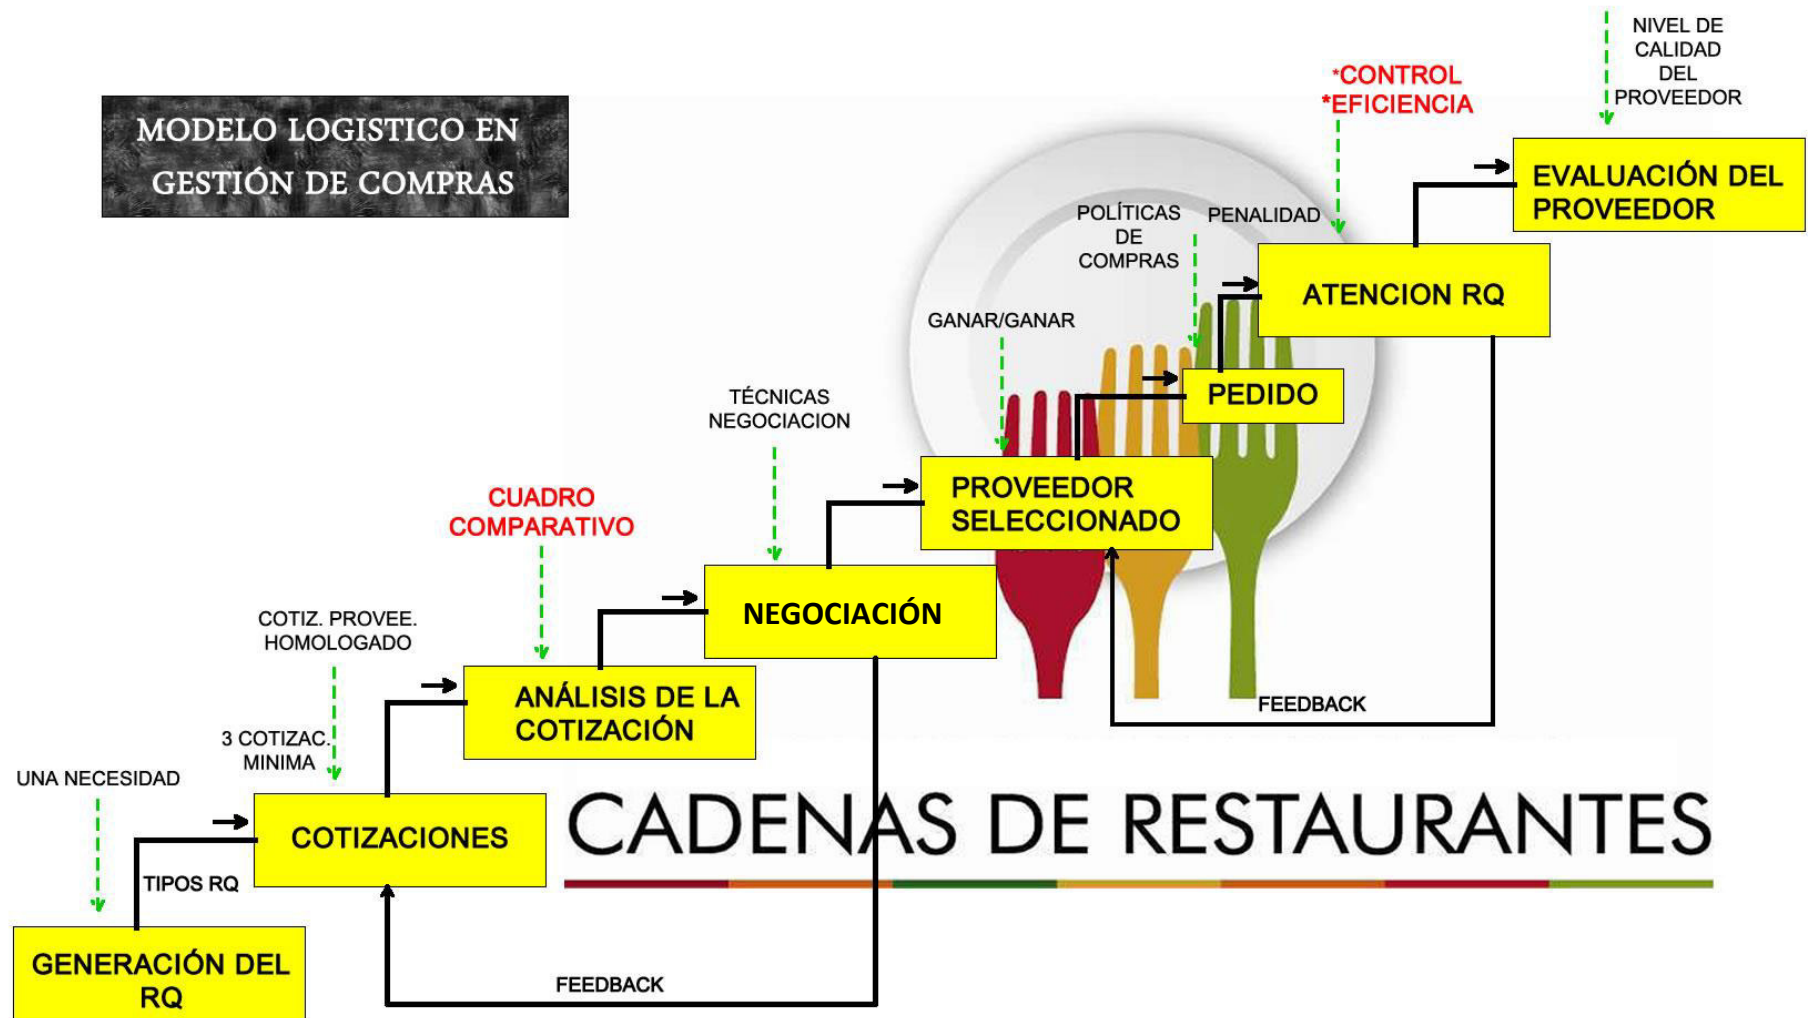 NIVEL DE
CALIDAD
DEL
PROVEEDOR
*CONTROL
*EFICIENCIA
MODELO LOGISTICO EN
GESTIÓN DE COMPRAS
EVALUACIÓN DEL
PROVEEDOR
POLÍTICAS
DE
COMPRAS
PENALIDAD
ATENCION RQ
GANAR/GANAR
PEDIDO
TÉCNICAS
NEGOCIACION
PROVEEDOR
SELECCIONADO
CUADRO
COMPARATIVO
NEGOCIACIÓN
COTIZ. PROVEE.
HOMOLOGADO
ANÁLISIS DE LA
COTIZACIÓN
FEEDBACK
3 COTIZAC.
MINIMA
UNA NECESIDAD
COTIZACIONES
CADENAS DE RESTAURANTES
TIPOS RQ
GENERACIÓN DEL
RQ
FEEDBACK